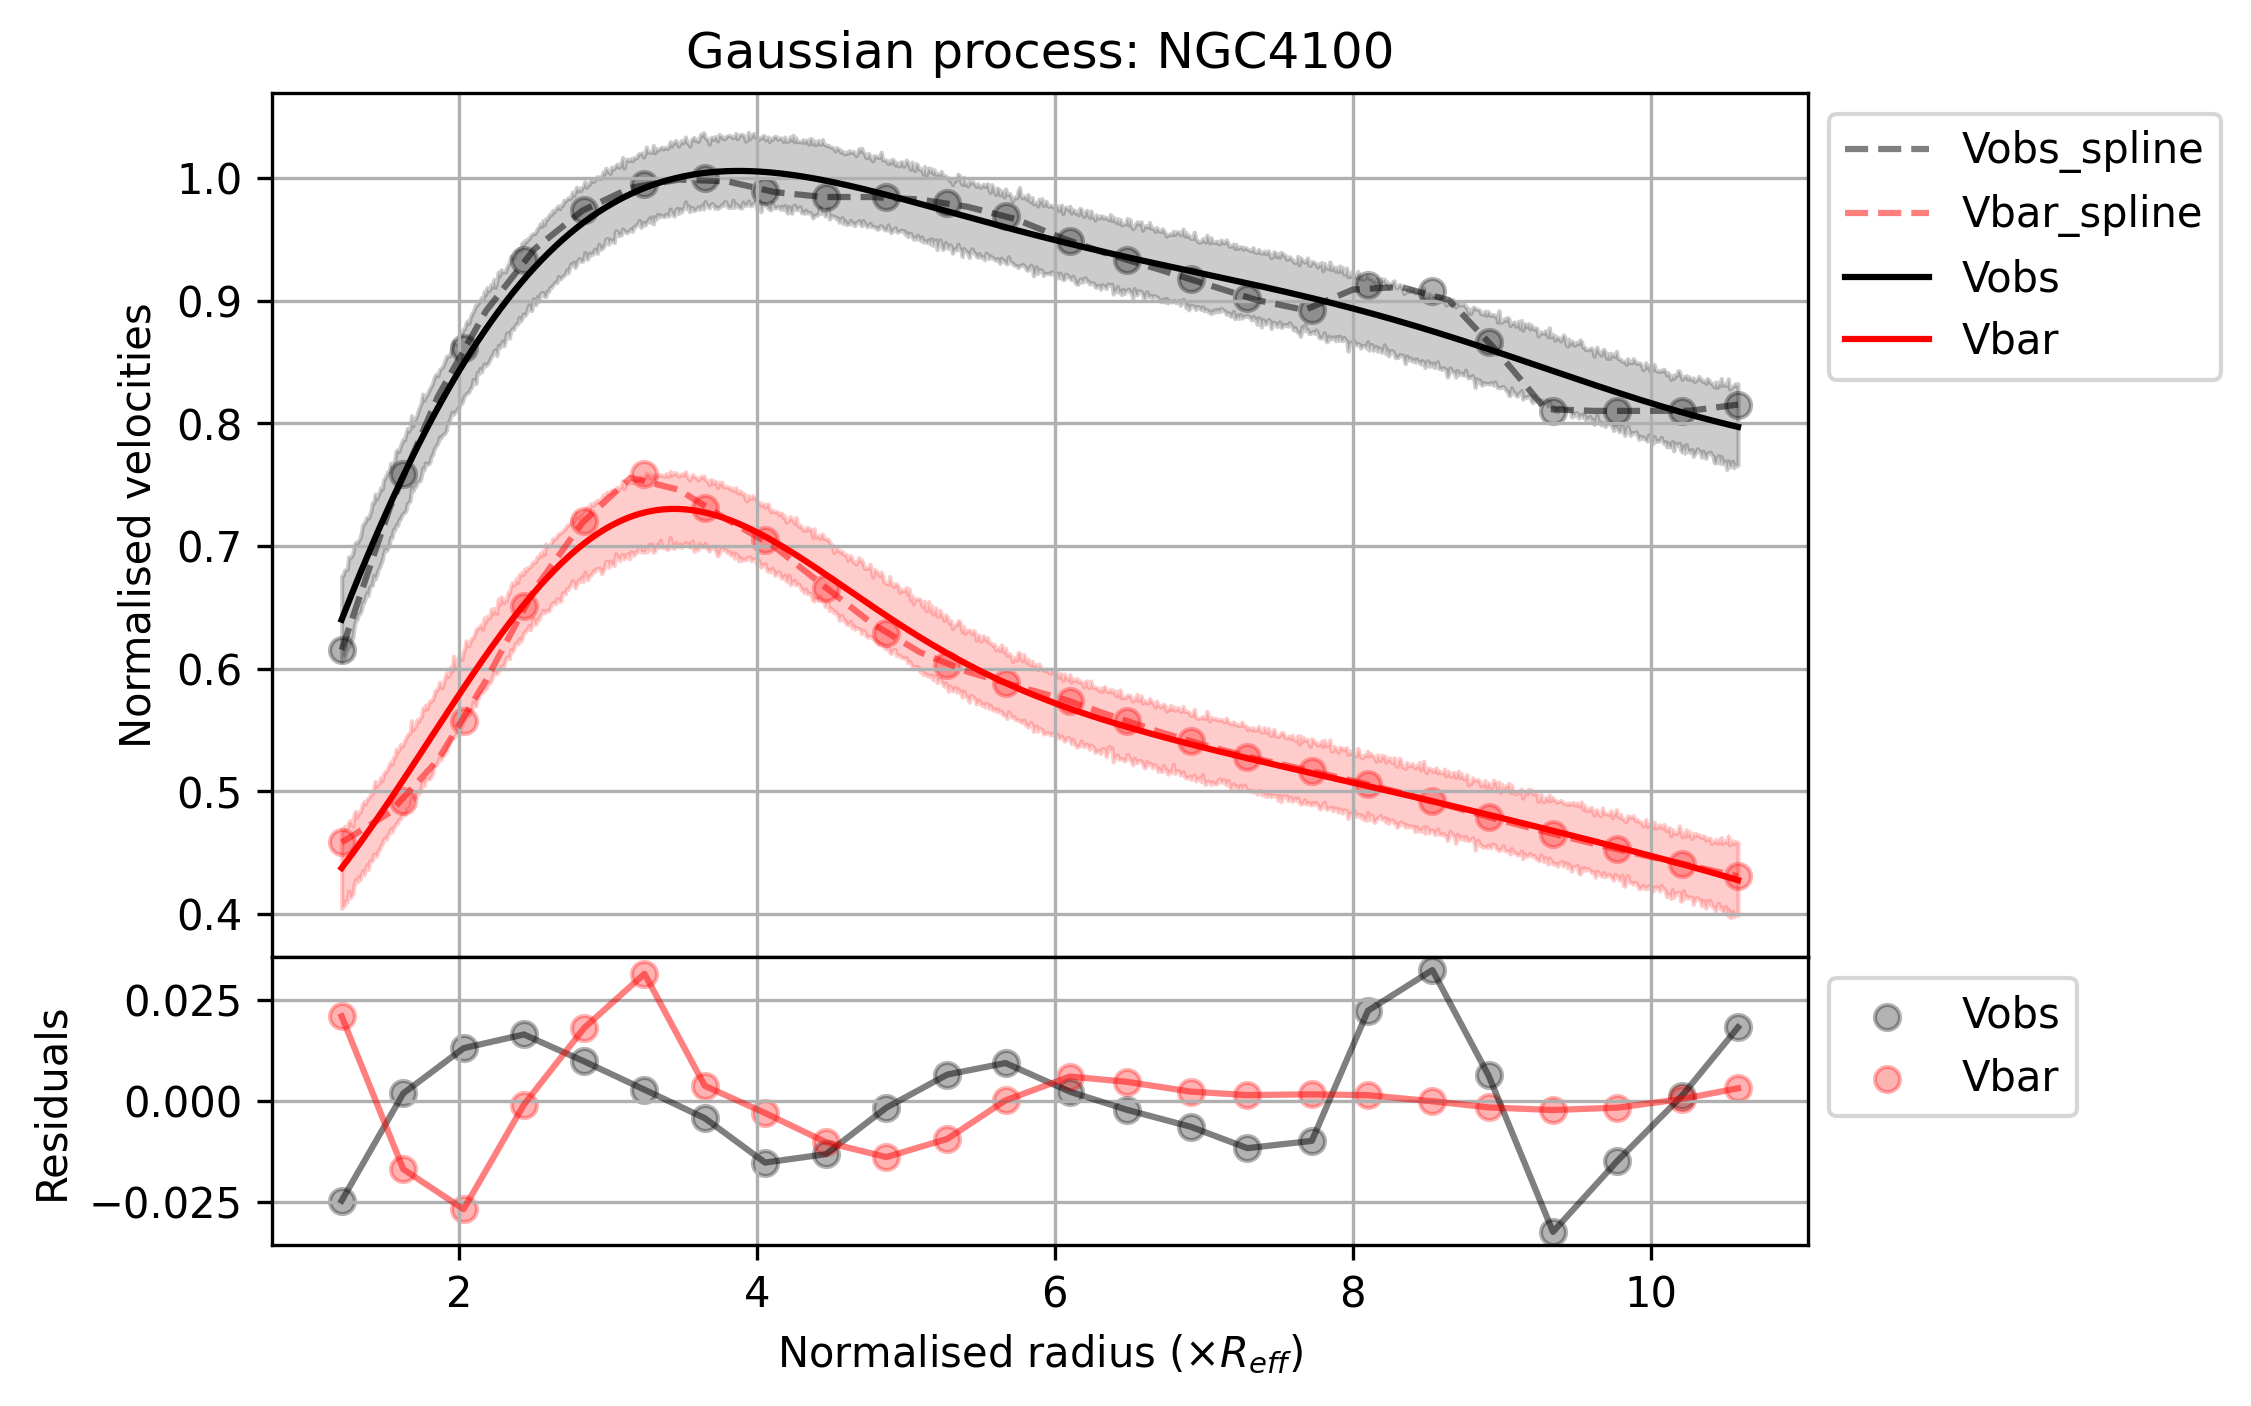 Gaussian process: NGC4100
Normalised velocities
1.0
0.9
0.8
0.7
0.6
0.5
0.4
Vobs_spline
Vbar_spline
Vobs
Vbar
Residuals
0.025
0.000
−0.025
Vobs
Vbar
2 4 6 8 10
Normalised radius (×R_eff)